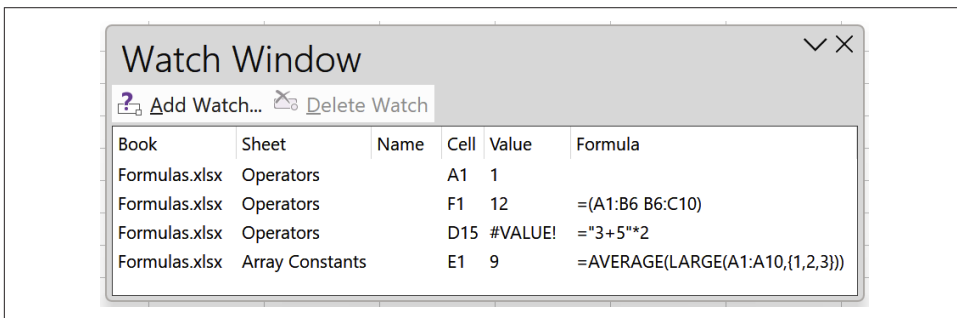 Watch Window
Add Watch... Delete Watch
Book Sheet Name Cell Value Formula
Formulas.xlsx Operators A1 1
Formulas.xlsx Operators F1 12 =(A1:B6 B6:C10)
Formulas.xlsx Operators D15 #VALUE! ="3+5"*2
Formulas.xlsx Array Constants E1 9 =AVERAGE(LARGE(A1:A10,{1,2,3}))